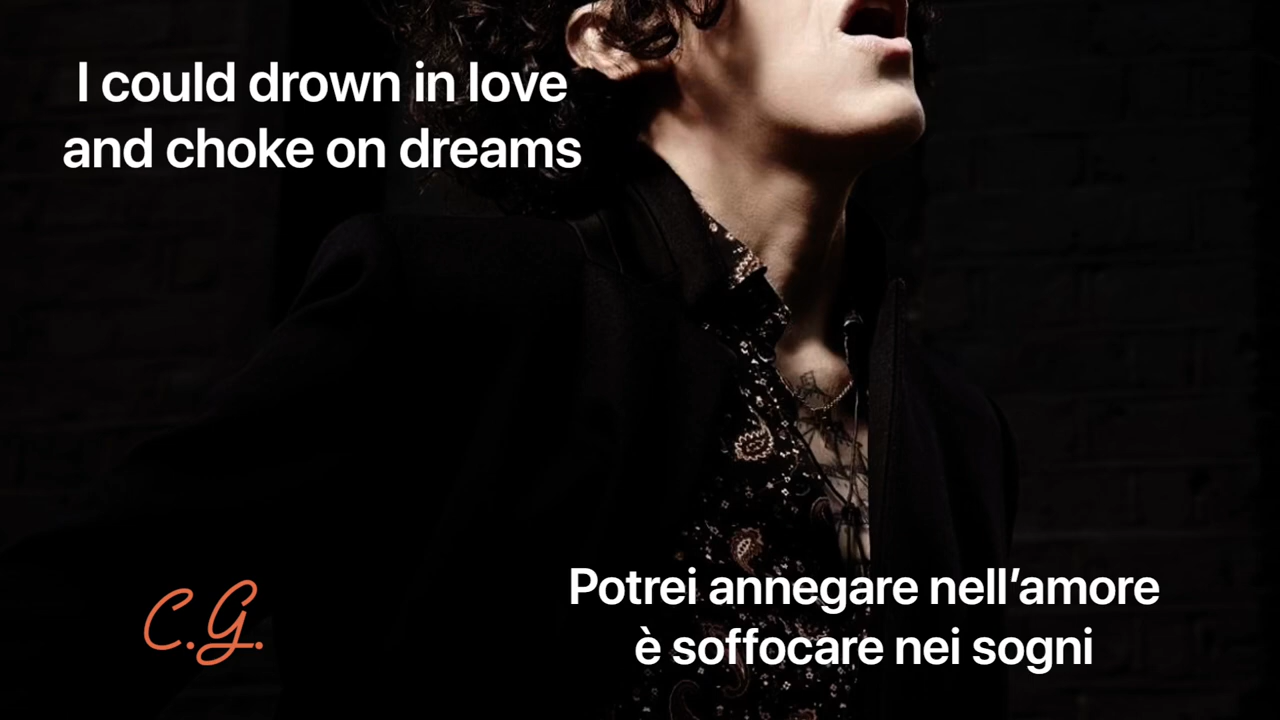 I could drown in love
and choke on dreams
C.G.
Potrei annegare nell’amore
è soffocare nei sogni